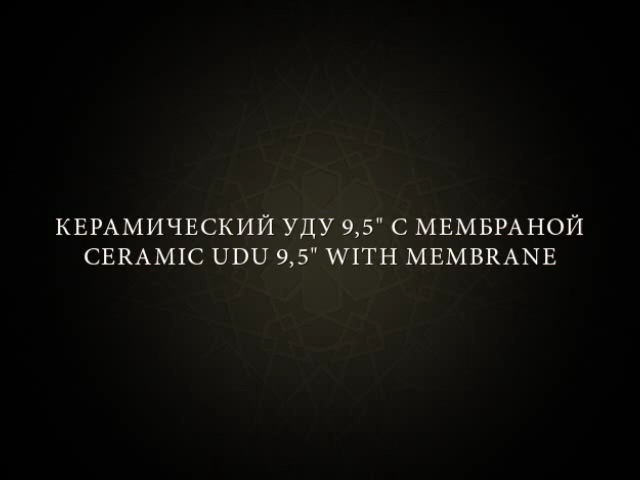 КЕРАМИЧЕСКИЙ УДУ 9,5" С МЕМБРАНОЙ
CERAMIC UDU 9,5" WITH MEMBRANE